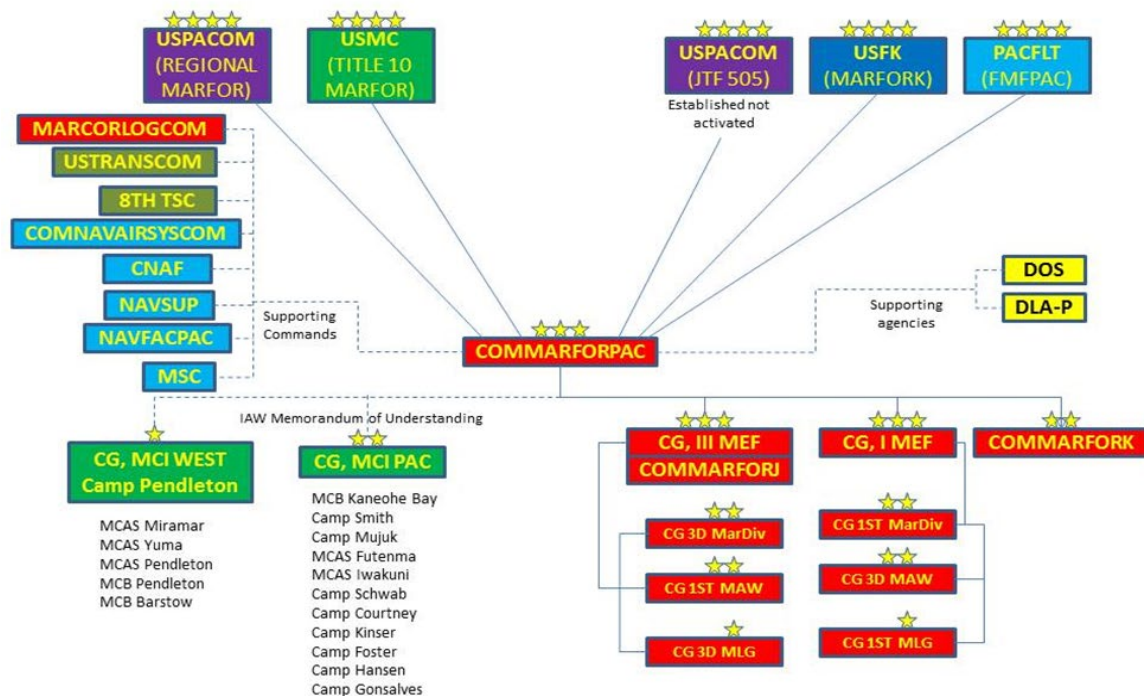 USPACOM
(REGIONAL
MARFOR)
USMC
(TITLE 10
MARFOR)
USPACOM
(JTF 505)
Established not
activated
USFK
(MARFORK)
PACFLT
(FMFPAC)
MARCORLOGCOM
USTRANSCOM
8TH TSC
COMNAVAIRSYSCOM
CNAF
NAVSUP
NAVFACPAC
MSC
Supporting
Commands
COMMARFORPAC
Supporting
agencies
DOS
DLA-P
IAW Memorandum of Understanding
CG, MCI WEST
Camp Pendleton
MCAS Miramar
MCAS Yuma
MCAS Pendleton
MCB Pendleton
MCB Barstow
CG, MCI PAC
MCB Kaneohe Bay
Camp Smith
Camp Mujuk
MCAS Futenma
MCAS Iwakuni
Camp Schwab
Camp Courtney
Camp Kinser
Camp Foster
Camp Hansen
Camp Gonsalves
CG, III MEF
COMMARFORJ
CG 3D MarDiv
CG 1ST MAW
CG 3D MLG
CG, I MEF
CG 1ST MarDiv
CG 3D MAW
CG 1ST MLG
COMMARFORK